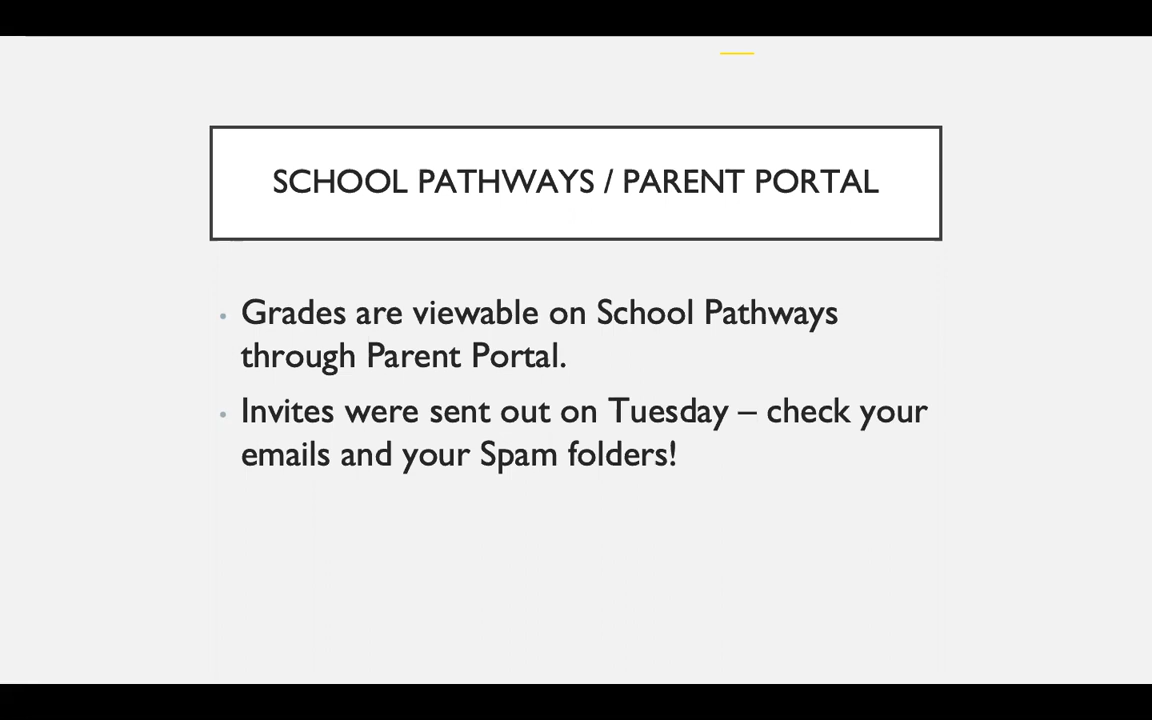 SCHOOL PATHWAYS / PARENT PORTAL
• Grades are viewable on School Pathways
through Parent Portal.
• Invites were sent out on Tuesday – check your
emails and your Spam folders!